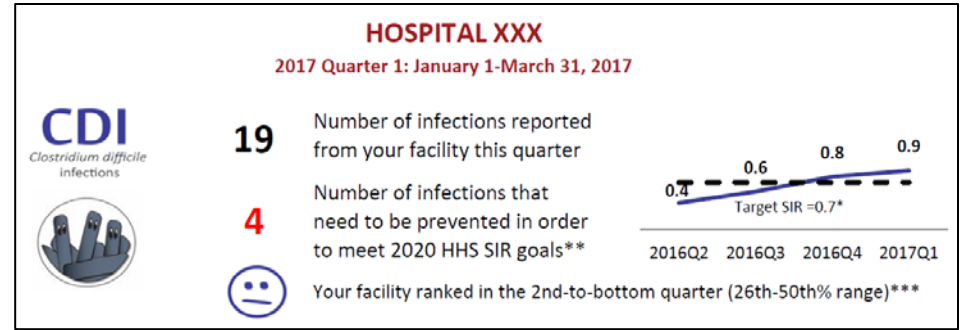 HOSPITAL XXX
2017 Quarter 1: January 1-March 31, 2017
CDI
Clostridium difficile
infections
19
Number of infections reported
from your facility this quarter
4
Number of infections that
need to be prevented in order
to meet 2020 HHS SIR goals**
0.4
0.6
0.8
0.9
Target SIR =0.7*
2016Q2 2016Q3 2016Q4 2017Q1
Your facility ranked in the 2nd-to-bottom quarter (26th-50th% range)***